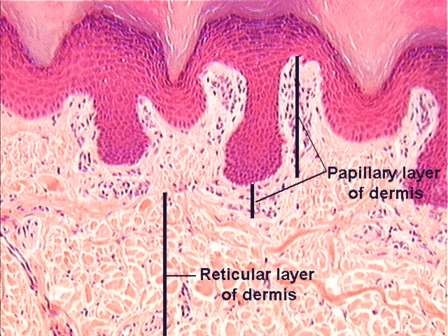 Papillary layer
of dermis
Reticular layer
of dermis